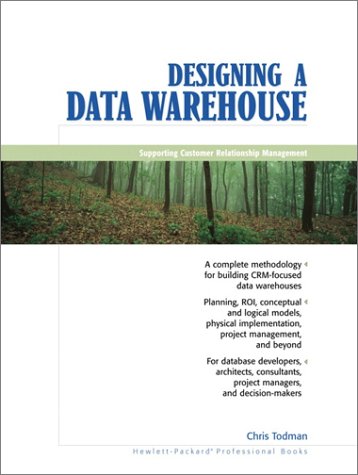 DESIGNING A
DATA WAREHOUSE
Supporting Customer Relationship Management
A complete methodology
for building CRM-focused
data warehouses
Planning, ROI, conceptual
and logical models,
physical implementation,
project management,
and beyond
For database developers,
architects, consultants,
project managers,
and decision-makers
Chris Todman
Hewlett-Packard® Professional Books